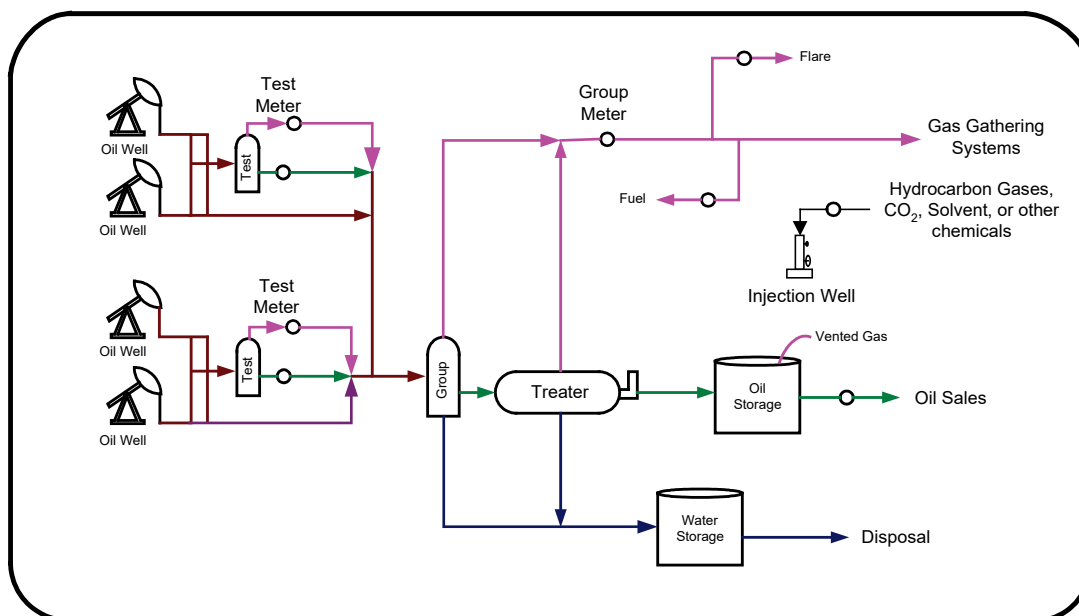 Test
Meter
Oil Well
Test
Oil Well
Group
Meter
Flare
Gas Gathering
Systems
Fuel
Hydrocarbon Gases,
CO2, Solvent, or other
chemicals
Injection Well
Test
Meter
Oil Well
Test
Oil Well
Group
Treater
Vented Gas
Oil
Storage
Oil Sales
Water
Storage
Disposal